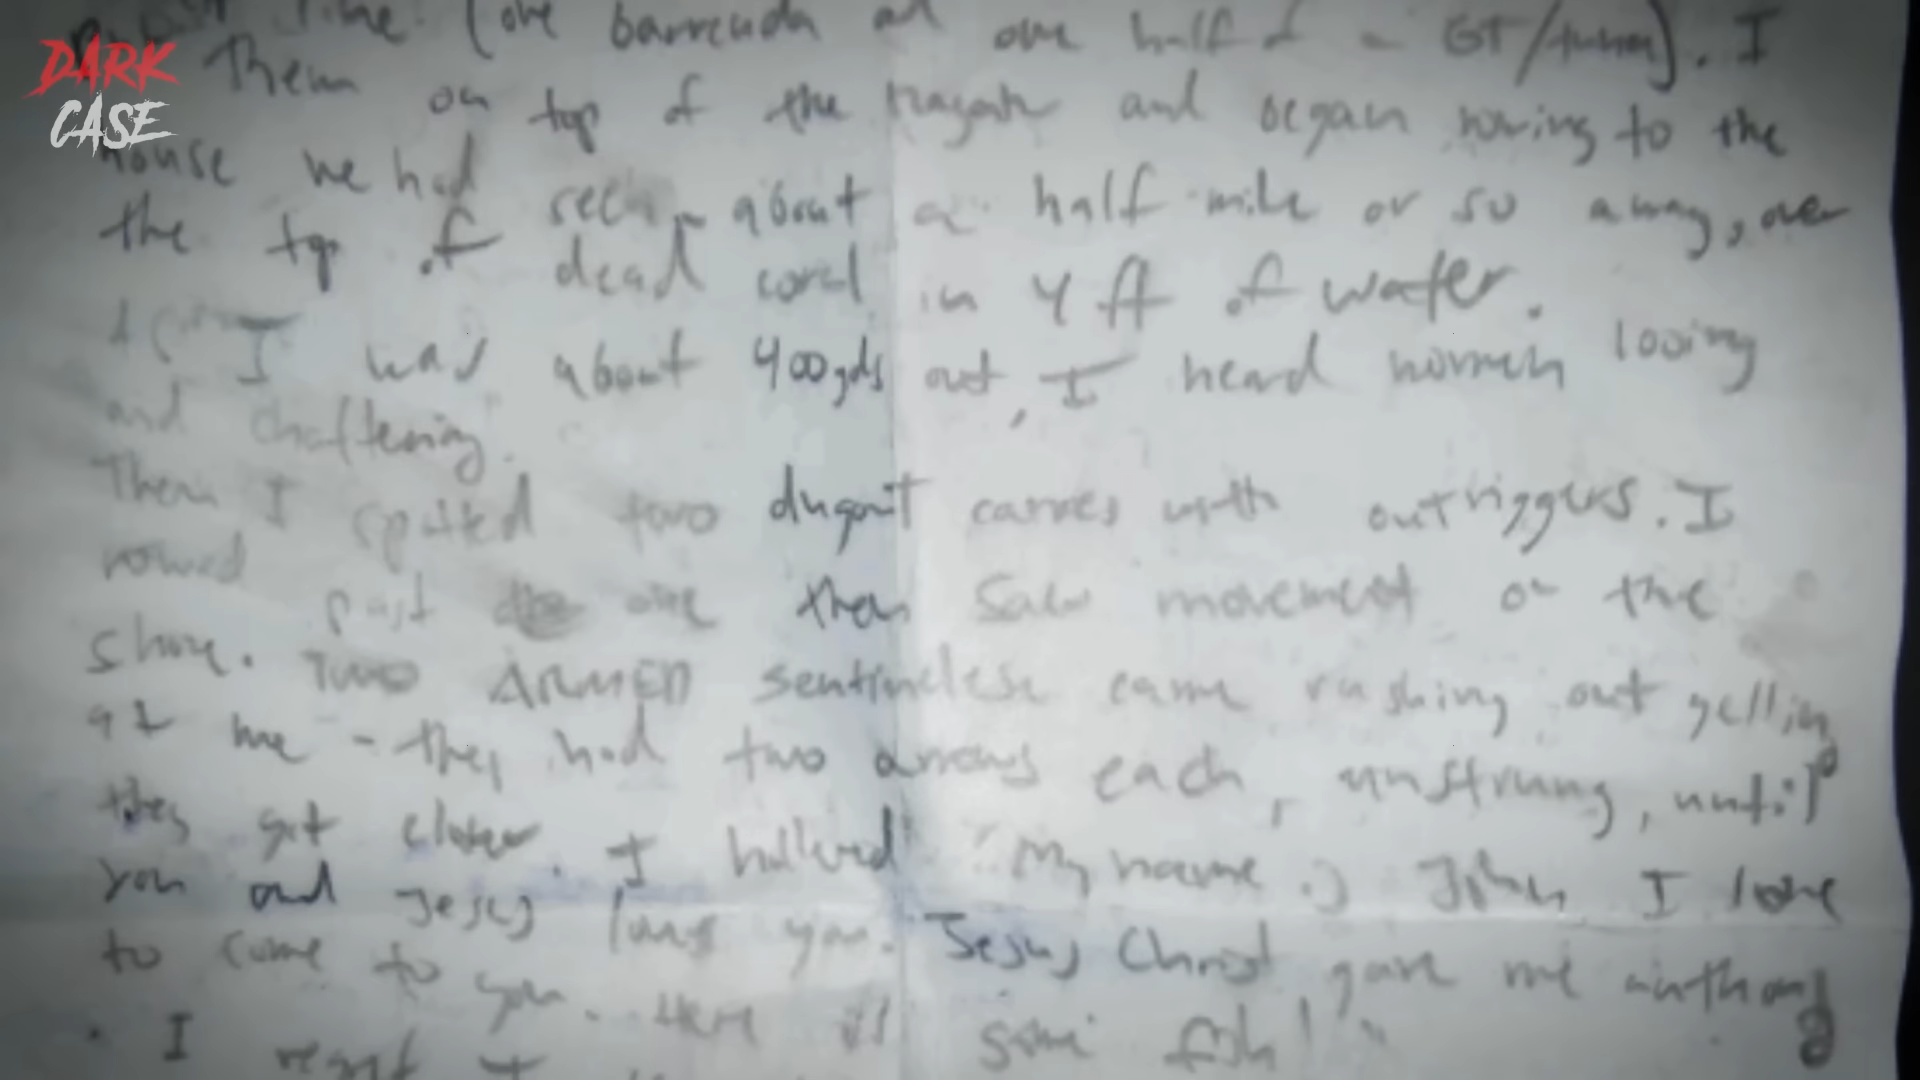 DARK
CASE
line (one barracuda and one half of a GT/tuna). I
them on top of the kayak and began rowing to the
house we had seen about a half mile or so away, over
the top of dead coral in 4 ft of water.
I was about 400yds out, I heard women looing
and chattering.
Then I spotted two dugout canoes with outriggers. I
rowed past one then saw movement on the
shore. Two ARMED sentinelese came rushing out yelling
at me - they had two arrows each, unstrung, until
they got closer. I hollered "My name is John I love
you and Jesus loves you. Jesus Christ gave me authority
to come to you. Here is some fish!"
I regret I